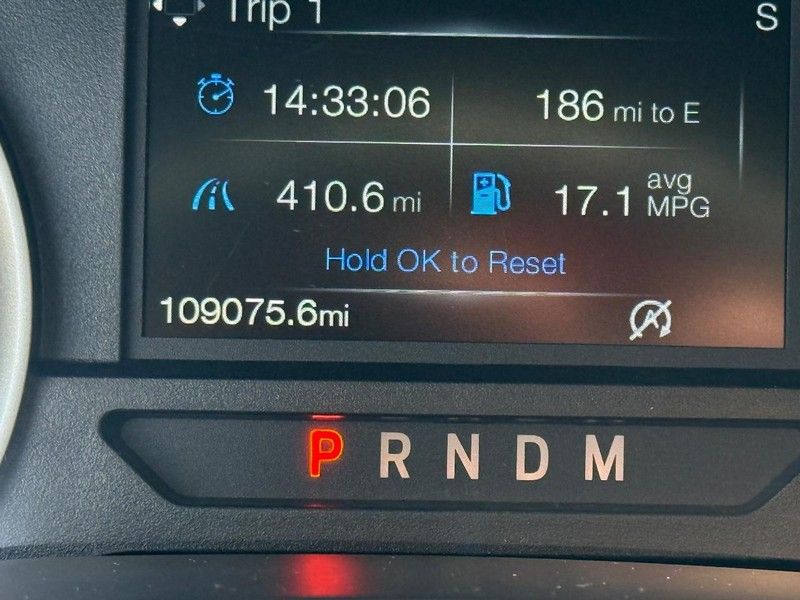 Trip 1
S
14:33:06
186 mi to E
410.6 mi
17.1 avg MPG
Hold OK to Reset
109075.6mi
A
P R N D M